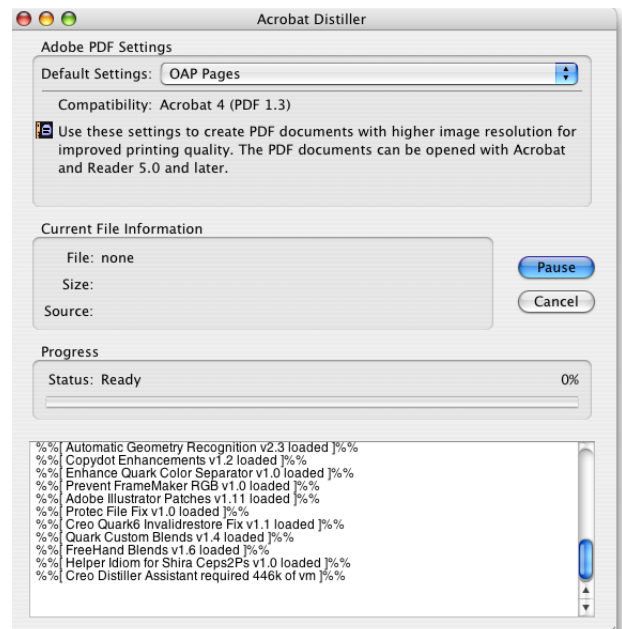 Acrobat Distiller
Adobe PDF Settings
Default Settings: OAP Pages
Compatibility: Acrobat 4 (PDF 1.3)
Use these settings to create PDF documents with higher image resolution for
improved printing quality. The PDF documents can be opened with Acrobat
and Reader 5.0 and later.
Current File Information
File: none
Size:
Source:
Pause
Cancel
Progress
Status: Ready 0%
%%[ Automatic Geometry Recognition v2.3 loaded ]%%
%%[ Copydot Enhancements v1.2 loaded ]%%
%%[ Enhance Quark Color Separator v1.0 loaded ]%%
%%[ Prevent FrameMaker RGB v1.0 loaded ]%%
%%[ Adobe Illustrator Patches v1.11 loaded ]%%
%%[ Protec File Fix v1.0 loaded ]%%
%%[ Creo Quark6 Invalidrestore Fix v1.1 loaded ]%%
%%[ Quark Custom Blends v1.4 loaded ]%%
%%[ FreeHand Blends v1.6 loaded ]%%
%%[ Helper Idiom for Shira Ceps2Ps v1.0 loaded ]%%
%%[ Creo Distiller Assistant required 446k of vm ]%%